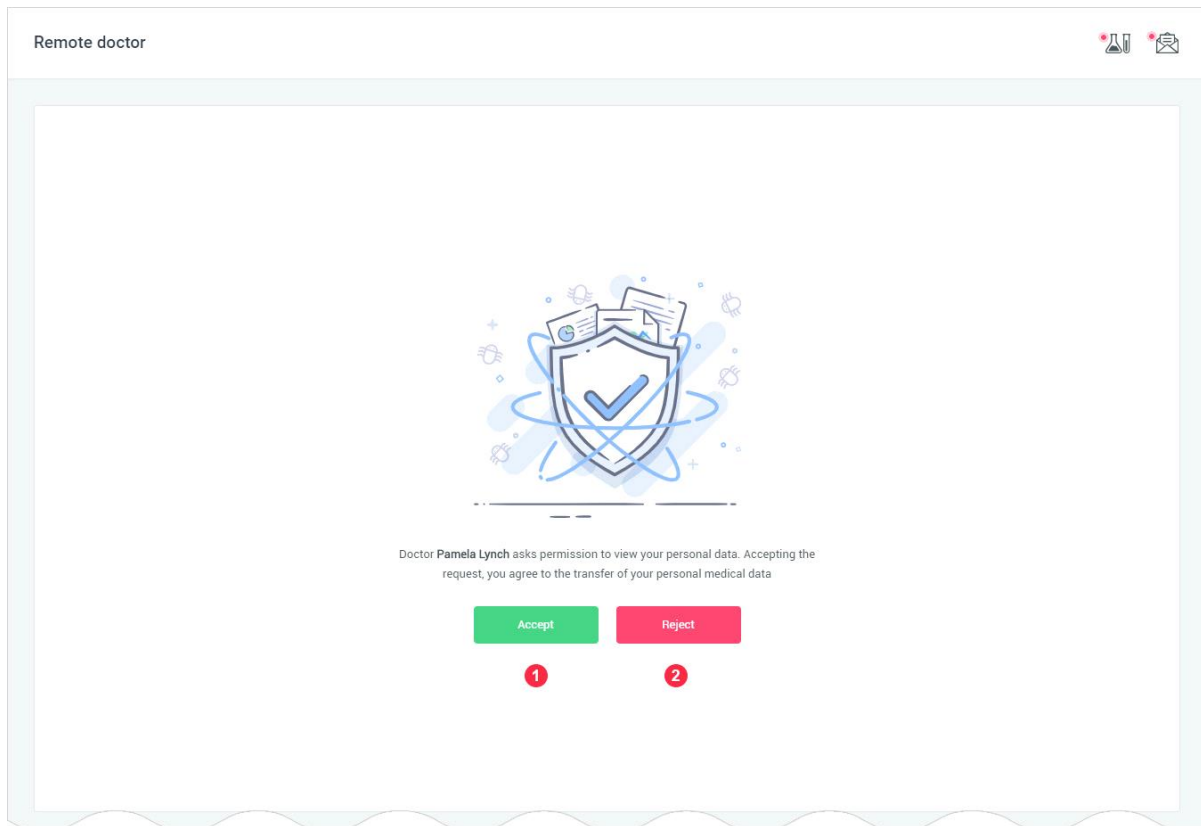 Remote doctor
Doctor Pamela Lynch asks permission to view your personal data. Accepting the
request, you agree to the transfer of your personal medical data
Accept Reject
1 2